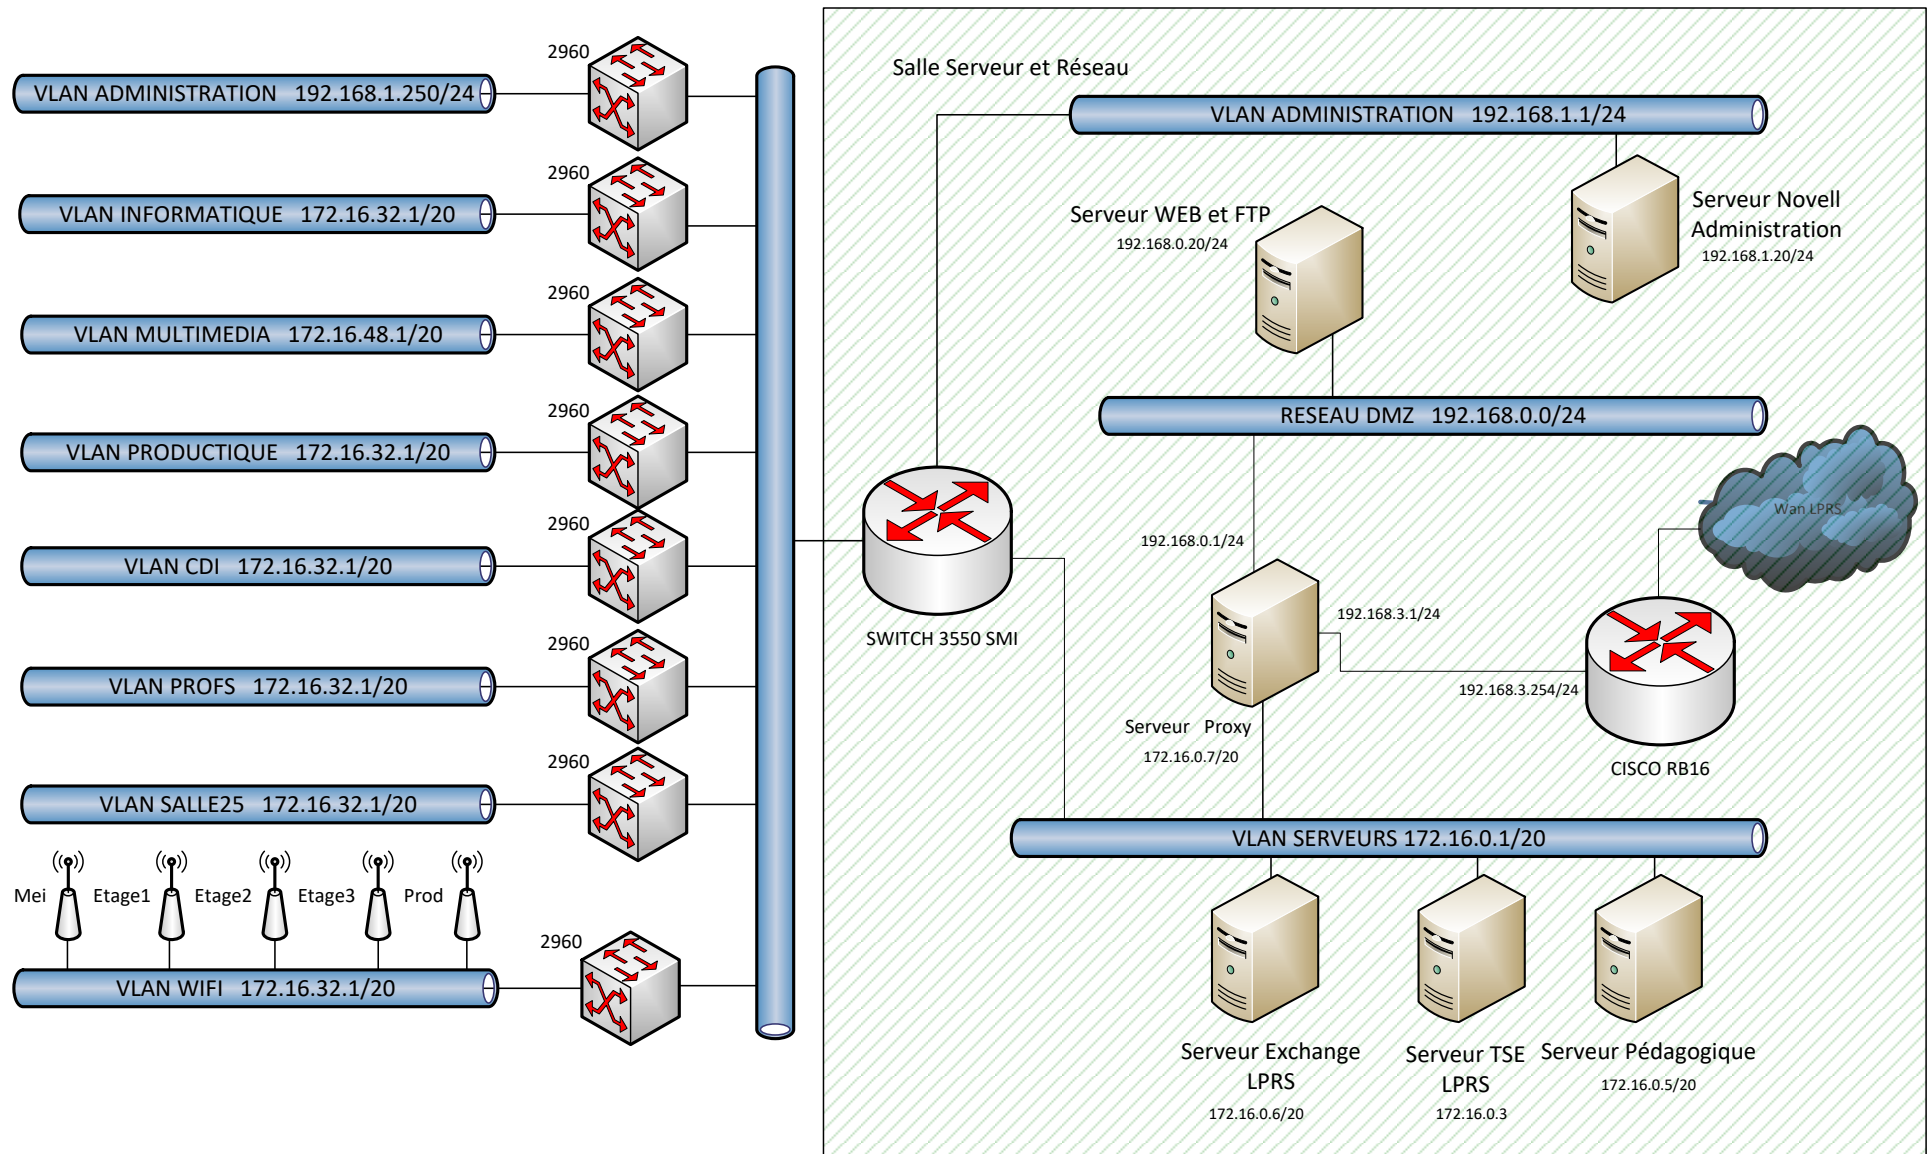 2960
VLAN ADMINISTRATION 192.168.1.250/24
2960
VLAN INFORMATIQUE 172.16.32.1/20
2960
VLAN MULTIMEDIA 172.16.48.1/20
2960
VLAN PRODUCTIQUE 172.16.32.1/20
2960
VLAN CDI 172.16.32.1/20
2960
VLAN PROFS 172.16.32.1/20
2960
VLAN SALLE25 172.16.32.1/20
Mei Etage1 Etage2 Etage3 Prod
2960
VLAN WIFI 172.16.32.1/20
Salle Serveur et Réseau
VLAN ADMINISTRATION 192.168.1.1/24
Serveur Novell
Administration
192.168.1.20/24
Serveur WEB et FTP
192.168.0.20/24
RESEAU DMZ 192.168.0.0/24
Wan LPRS
192.168.0.1/24
192.168.3.1/24
SWITCH 3550 SMI
192.168.3.254/24
Serveur Proxy
172.16.0.7/20
CISCO RB16
VLAN SERVEURS 172.16.0.1/20
Serveur Exchange
LPRS
172.16.0.6/20
Serveur TSE
LPRS
172.16.0.3
Serveur Pédagogique
172.16.0.5/20